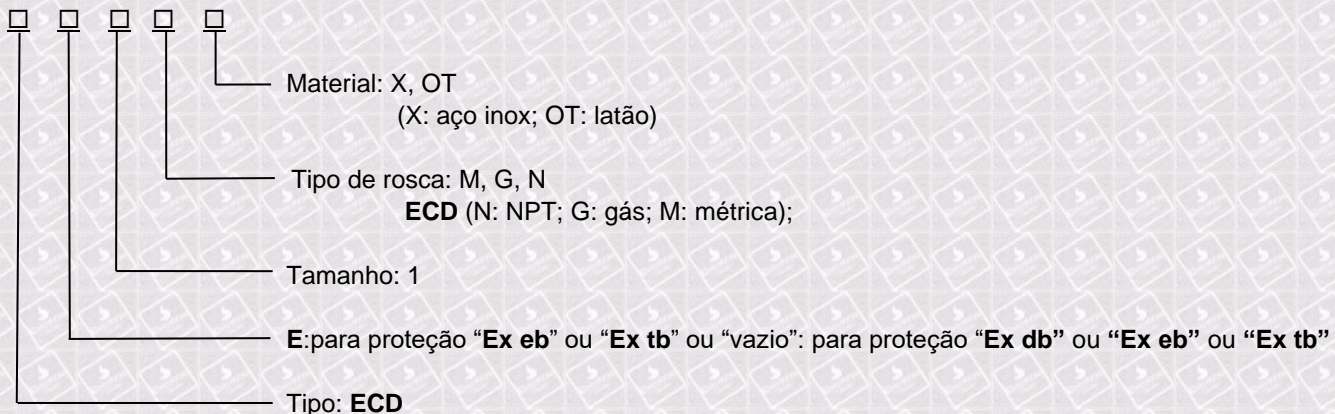 □ □ □ □ □
Material: X, OT
(X: aço inox; OT: latão)
Tipo de rosca: M, G, N
ECD (N: NPT; G: gás; M: métrica);
Tamanho: 1
E:para proteção “Ex eb” ou “Ex tb” ou “vazio”: para proteção “Ex db” ou “Ex eb” ou “Ex tb”
Tipo: ECD